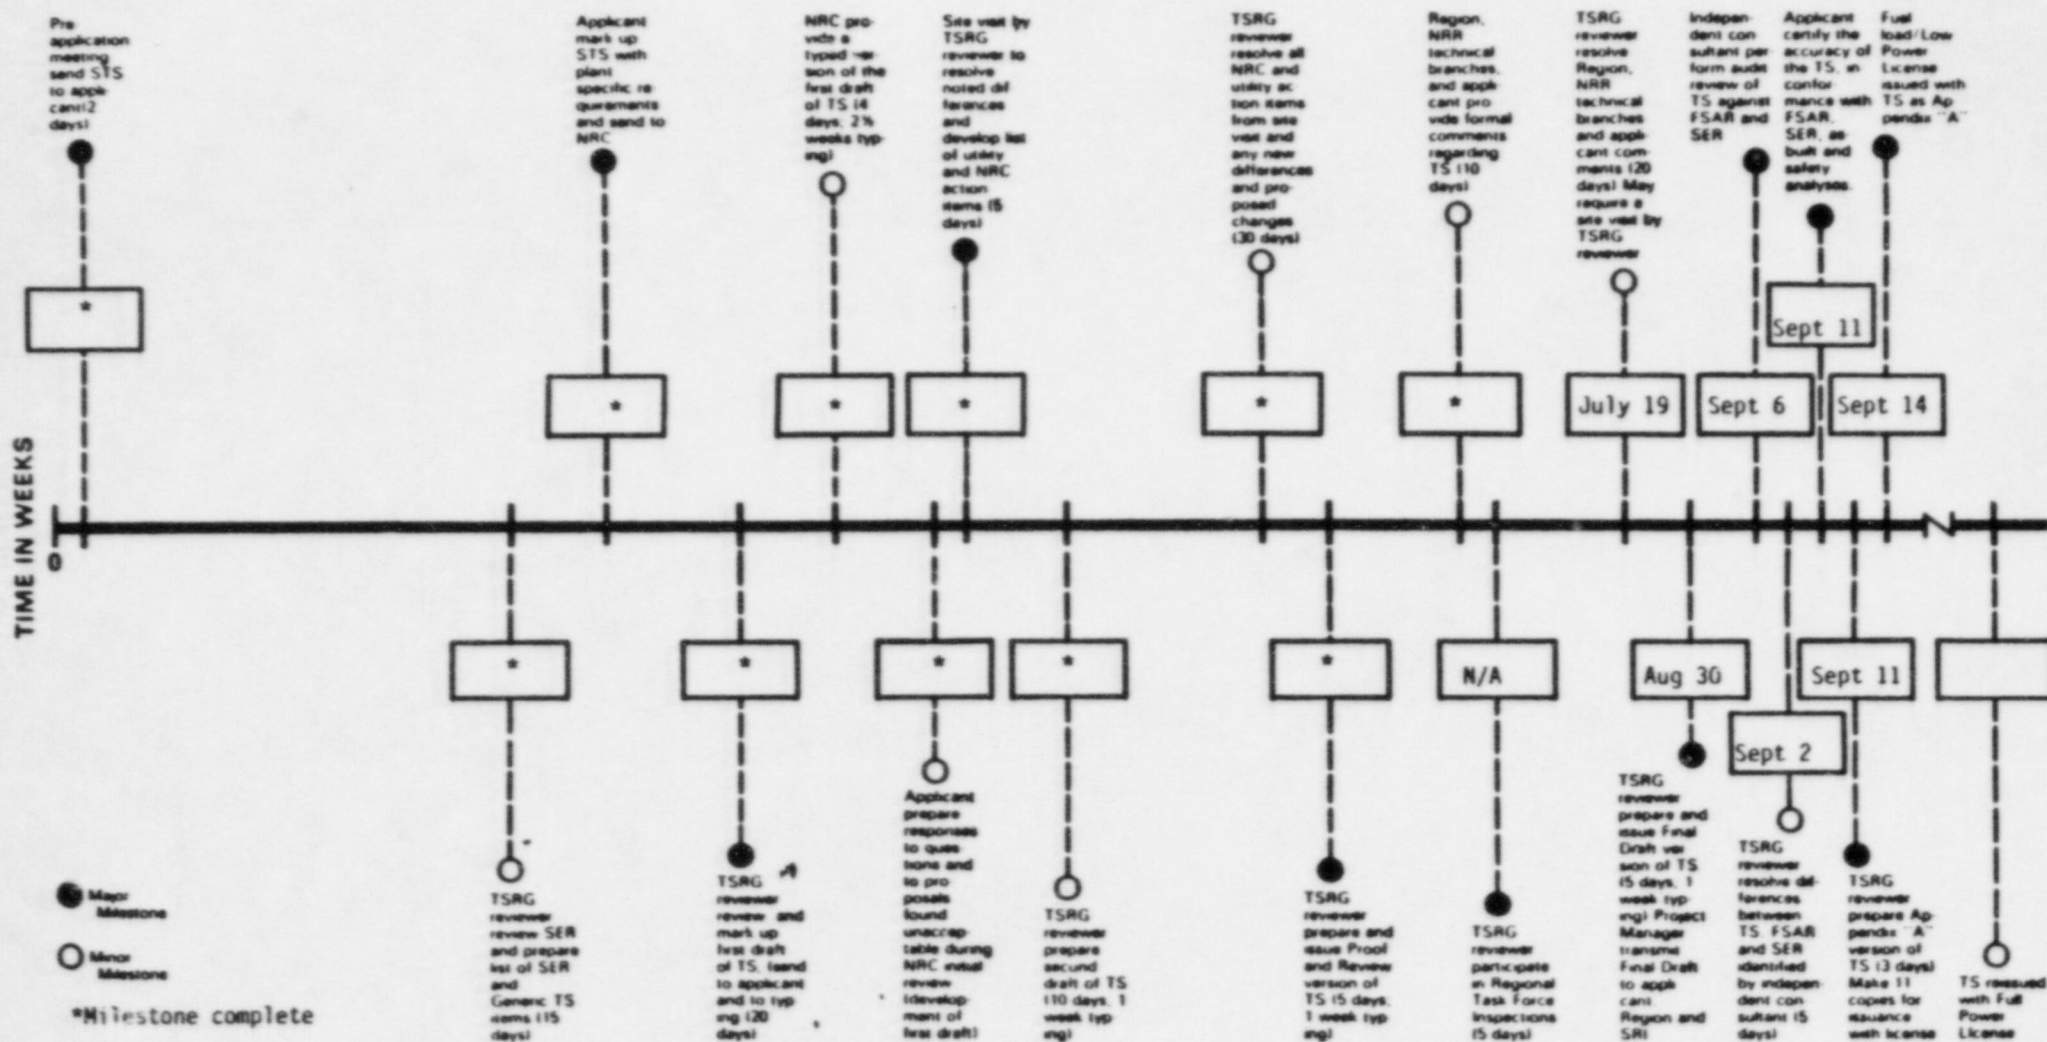 Pre
application
meeting
send STS
to appli
cant (2
days)
*
Applicant
mark up
STS with
plant
specific re
quirements
and send to
NRC
*
NRC pro-
vide a
typed ver-
sion of the
first draft
of TS (4
days; 2½
weeks typ-
ing)
*
Site visit by
TSRG
reviewer to
resolve
noted dif
ferences
and
develop list
of utility
and NRC
action
items (5
days)
*
TSRG
reviewer
resolve all
NRC and
utility ac
tion items
from site
visit and
any new
differences
and pro-
posed
changes
(30 days)
*
Region,
NRR
technical
branches,
and appli
cant pro
vide formal
comments
regarding
TS (10
days)
*
TSRG
reviewer
resolve
Region,
NRR
technical
branches
and appli
cant com
ments (20
days) May
require a
site visit by
TSRG
reviewer
July 19
Indepen-
dent con
sultant per
form audit
review of
TS against
FSAR and
SER
Sept 6
Applicant
certify the
accuracy of
the TS, in
confor-
mance with
FSAR,
SER, as-
built and
safety
analyses.
Sept 11
Fuel
load/Low
Power
License
issued with
TS as Ap
pendix "A"
Sept 14
TIME IN WEEKS
0
*
TSRG
reviewer
review SER
and prepare
list of SER
and
Generic TS
items (15
days)
*
TSRG
reviewer
review and
mark up
first draft
of TS, (send
to applicant
and to typ
ing (20
days)
*
Applicant
prepare
responses
to ques-
tions and
to pro
posals
found
unaccep-
table during
NRC initial
review
(develop-
ment of
first draft)
*
TSRG
reviewer
prepare
second
draft of TS
(10 days, 1
week typ
ing)
*
TSRG
reviewer
prepare and
issue Proof
and Review
version of
TS (5 days;
1 week typ
ing)
N/A
TSRG
reviewer
participate
in Regional
Task Force
Inspections
(5 days)
Aug 30
TSRG
reviewer
prepare and
issue Final
Draft ver
sion of TS
(5 days, 1
week typ-
ing) Project
Manager
transmit
Final Draft
to appli
cant,
Region and
SRI
Sept 2
TSRG
reviewer
resolve dif-
ferences
between
TS, FSAR
and SER
identified
by indepen-
dent con
sultant (5
days)
Sept 11
TSRG
reviewer
prepare Ap-
pendix "A"
version of
TS (3 days)
Make 11
copies for
issuance
with license
TS reissued
with Full
Power
License
Major
Milestone
Minor
Milestone
*Milestone complete